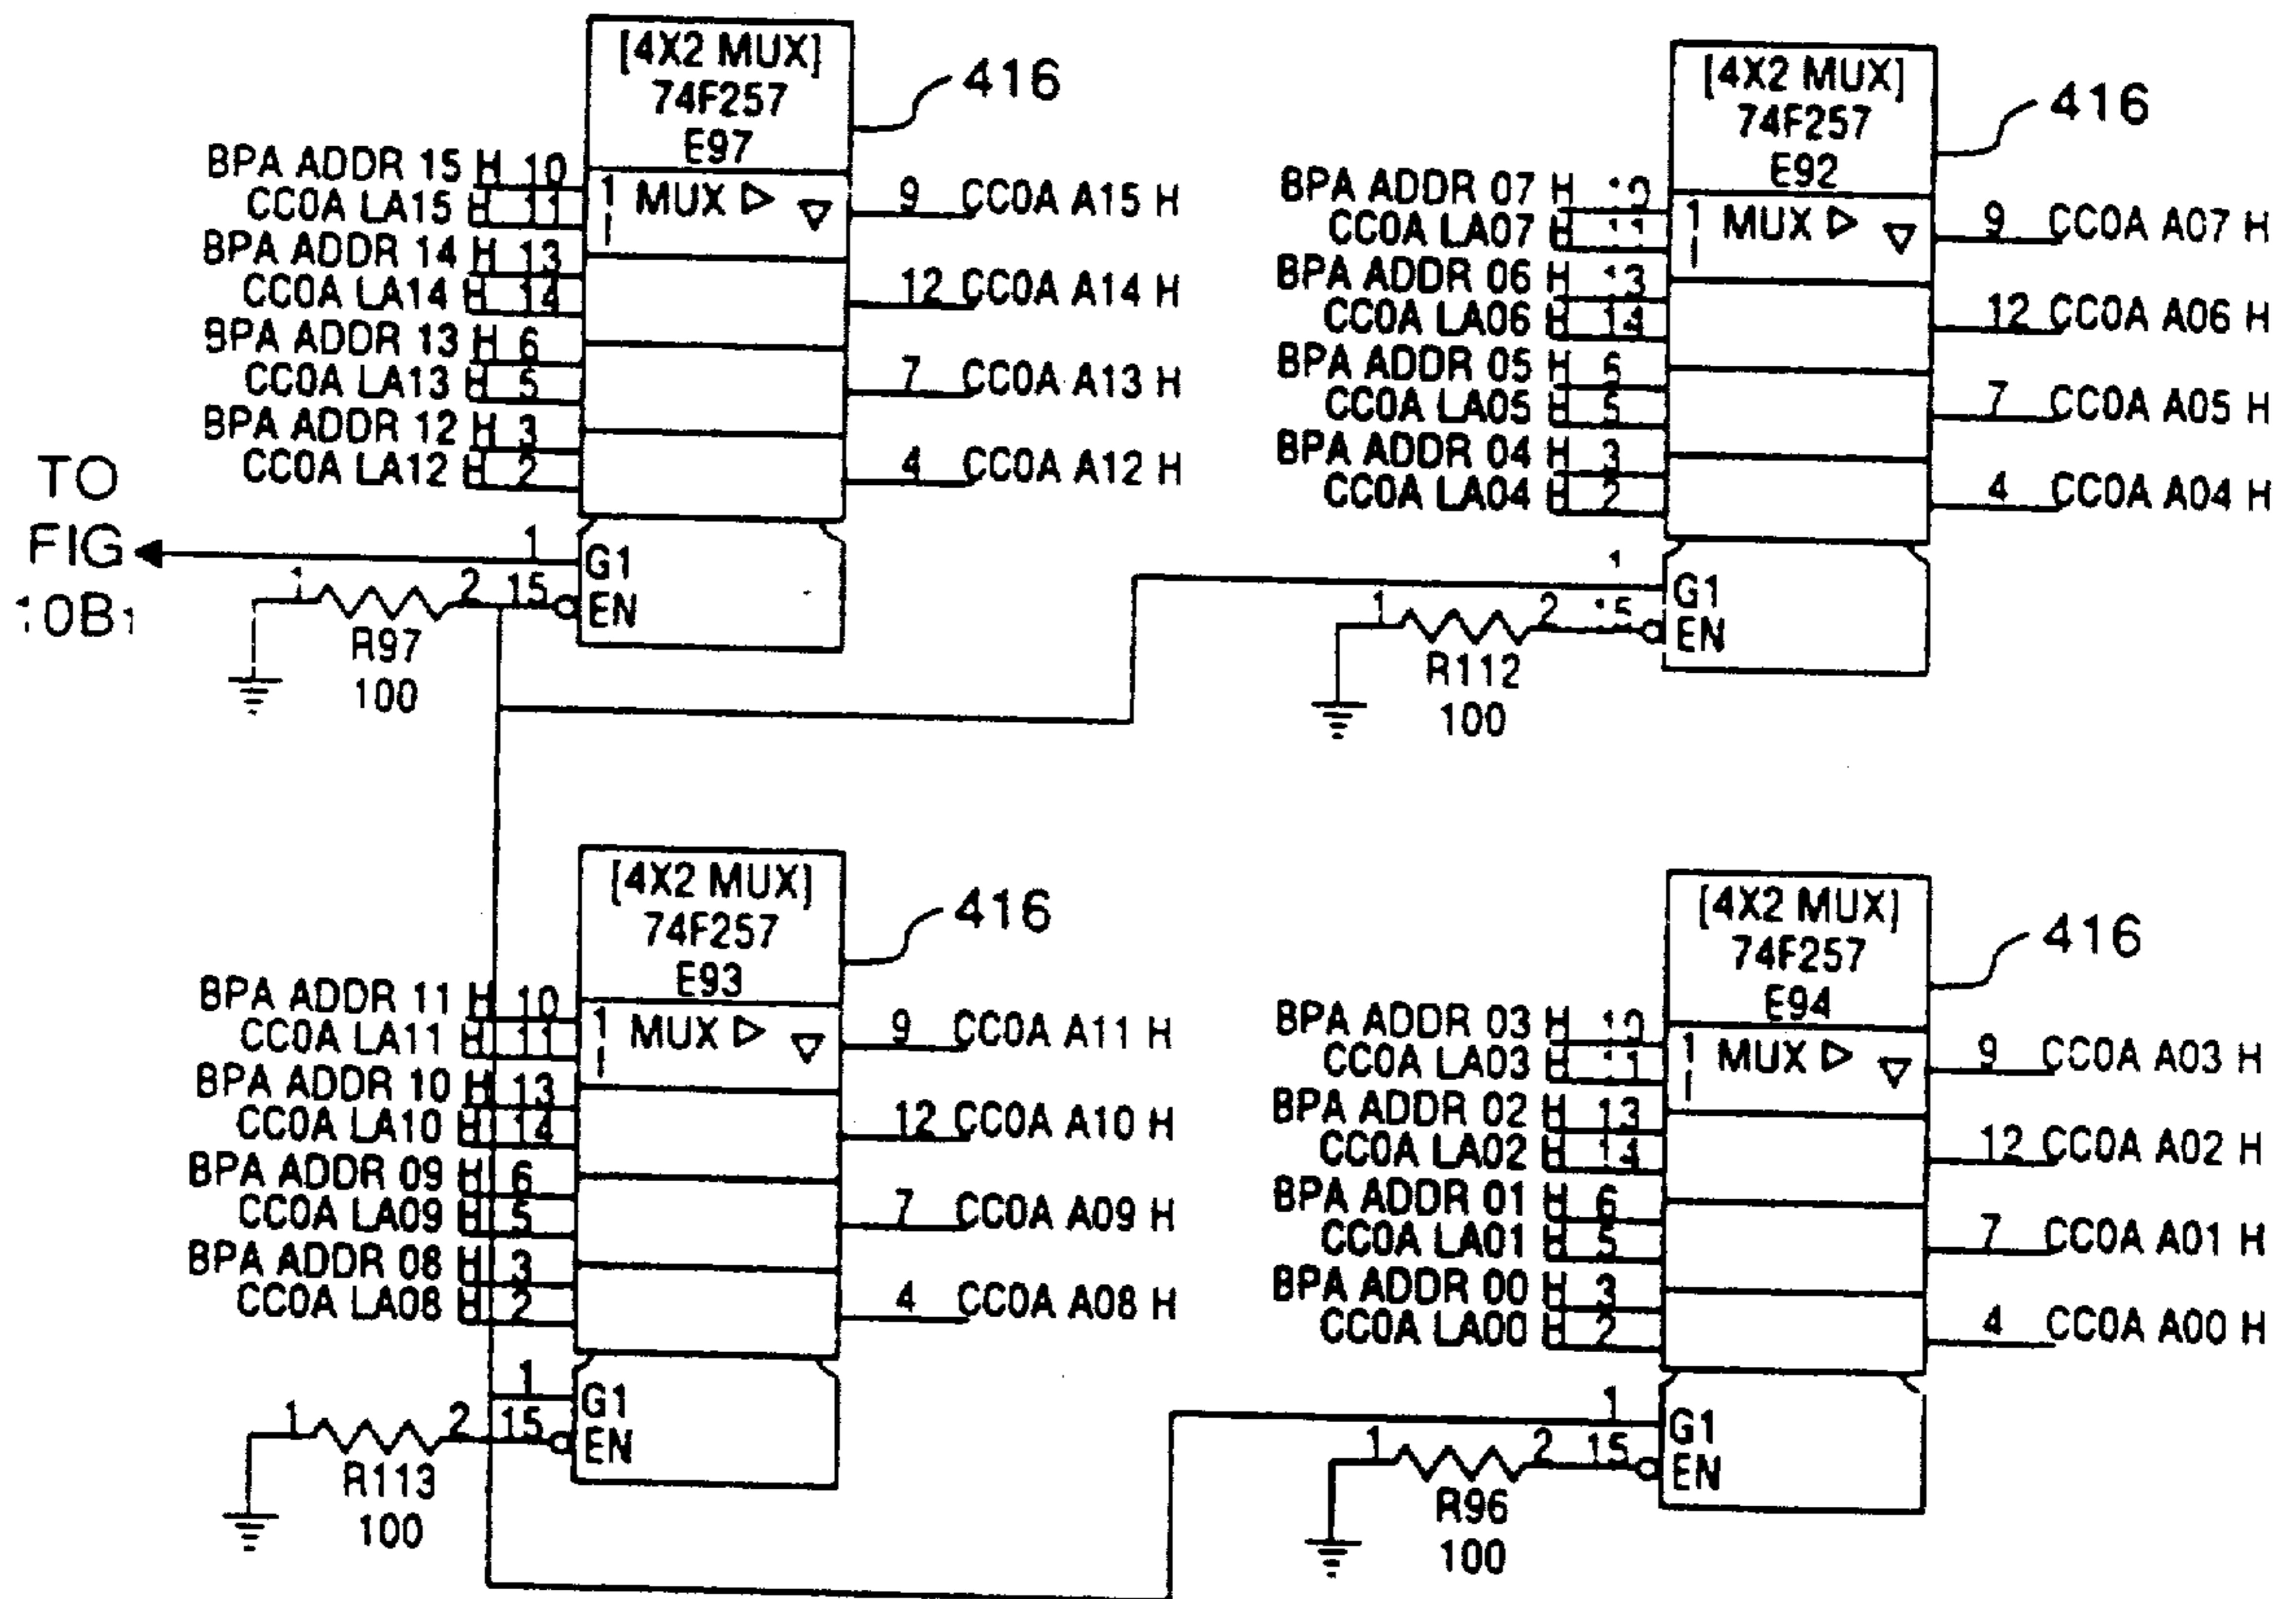 [4X2 MUX]
74F257
E97
416
BPA ADDR 15 H 10
CC0A LA15 H 11
BPA ADDR 14 H 13
CC0A LA14 H 14
BPA ADDR 13 H 6
CC0A LA13 H 5
BPA ADDR 12 H 3
CC0A LA12 H 2
1 MUX
9 CC0A A15 H
12 CC0A A14 H
7 CC0A A13 H
4 CC0A A12 H
TO
FIG
10B1
1 G1
1 2 15 EN
R97
100
[4X2 MUX]
74F257
E92
416
BPA ADDR 07 H 10
CC0A LA07 H 11
BPA ADDR 06 H 13
CC0A LA06 H 14
BPA ADDR 05 H 6
CC0A LA05 H 5
BPA ADDR 04 H 3
CC0A LA04 H 2
1 MUX
9 CC0A A07 H
12 CC0A A06 H
7 CC0A A05 H
4 CC0A A04 H
1 G1
1 2 15 EN
R112
100
[4X2 MUX]
74F257
E93
416
BPA ADDR 11 H 10
CC0A LA11 H 11
BPA ADDR 10 H 13
CC0A LA10 H 14
BPA ADDR 09 H 6
CC0A LA09 H 5
BPA ADDR 08 H 3
CC0A LA08 H 2
1 MUX
9 CC0A A11 H
12 CC0A A10 H
7 CC0A A09 H
4 CC0A A08 H
1 G1
1 2 15 EN
R113
100
[4X2 MUX]
74F257
E94
416
BPA ADDR 03 H 10
CC0A LA03 H 11
BPA ADDR 02 H 13
CC0A LA02 H 14
BPA ADDR 01 H 6
CC0A LA01 H 5
BPA ADDR 00 H 3
CC0A LA00 H 2
1 MUX
9 CC0A A03 H
12 CC0A A02 H
7 CC0A A01 H
4 CC0A A00 H
1 G1
1 2 15 EN
R96
100